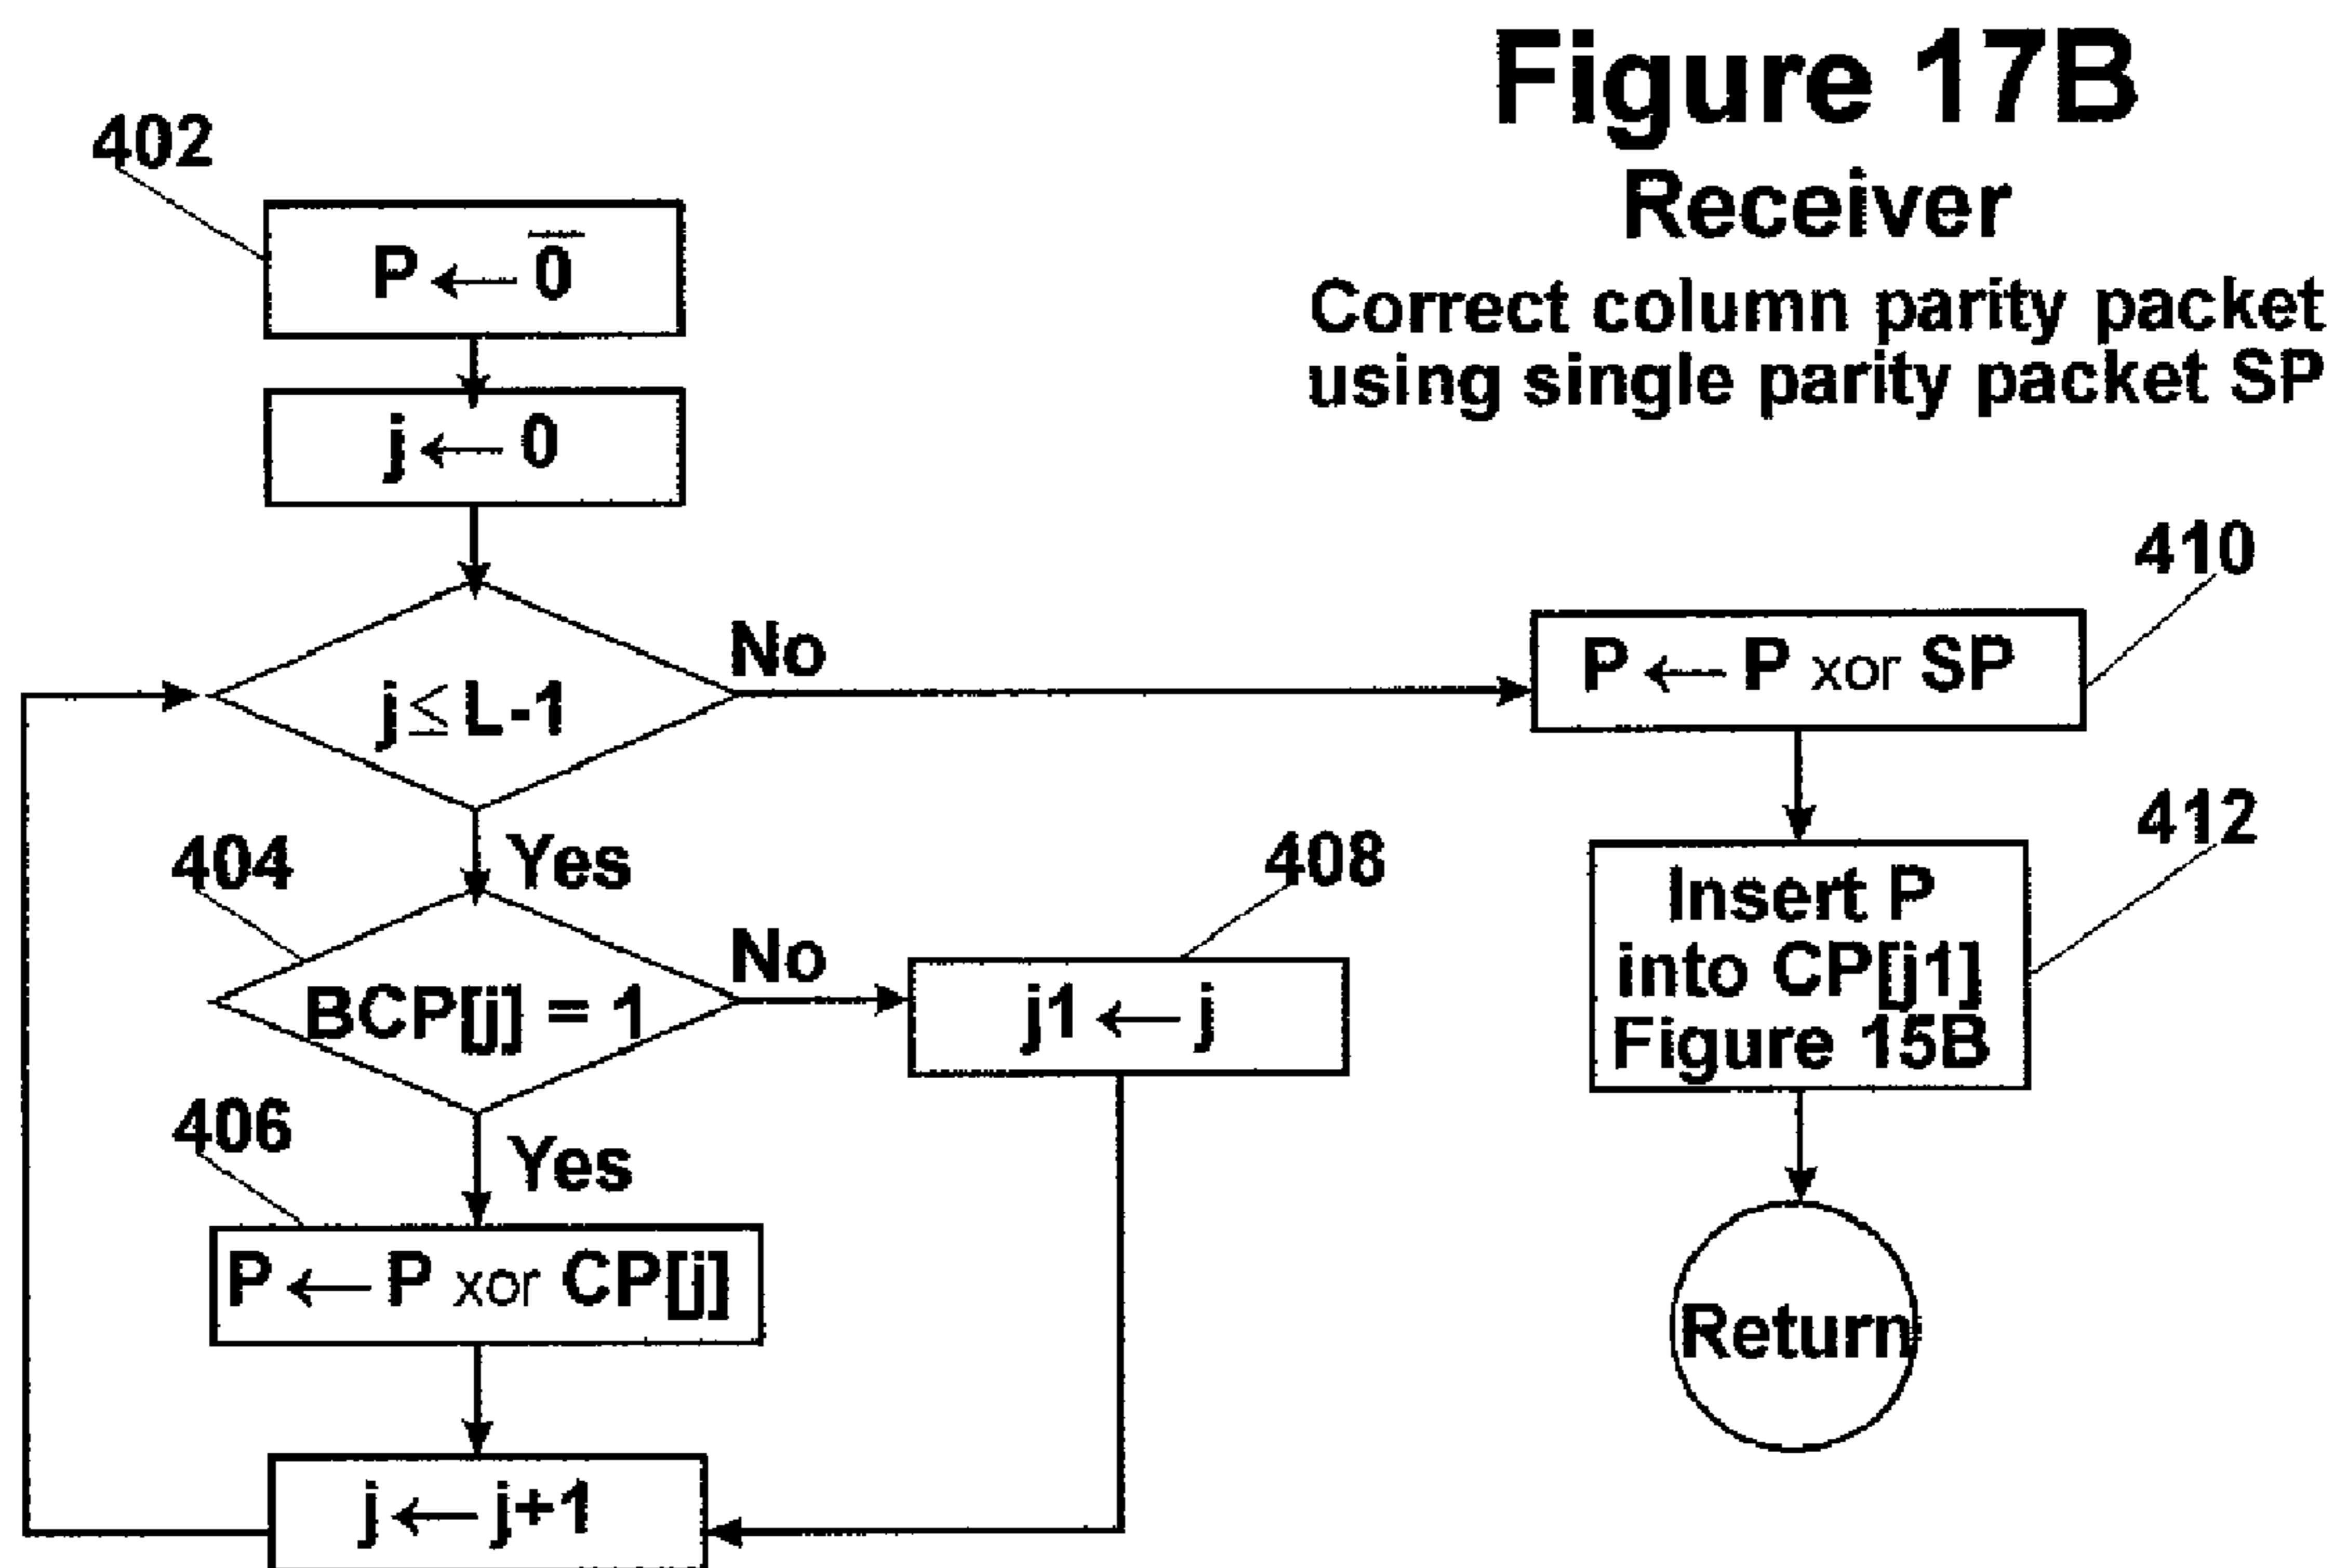 Figure 17B
Receiver
Correct column parity packet
using single parity packet SP
402
P ← 0̅
j ← 0
j ≤ L-1
No
Yes
404
BCP[j] = 1
No
408
j1 ← j
Yes
406
P ← P xor CP[j]
j ← j+1
410
P ← P xor SP
412
Insert P
into CP[j1]
Figure 15B
Return